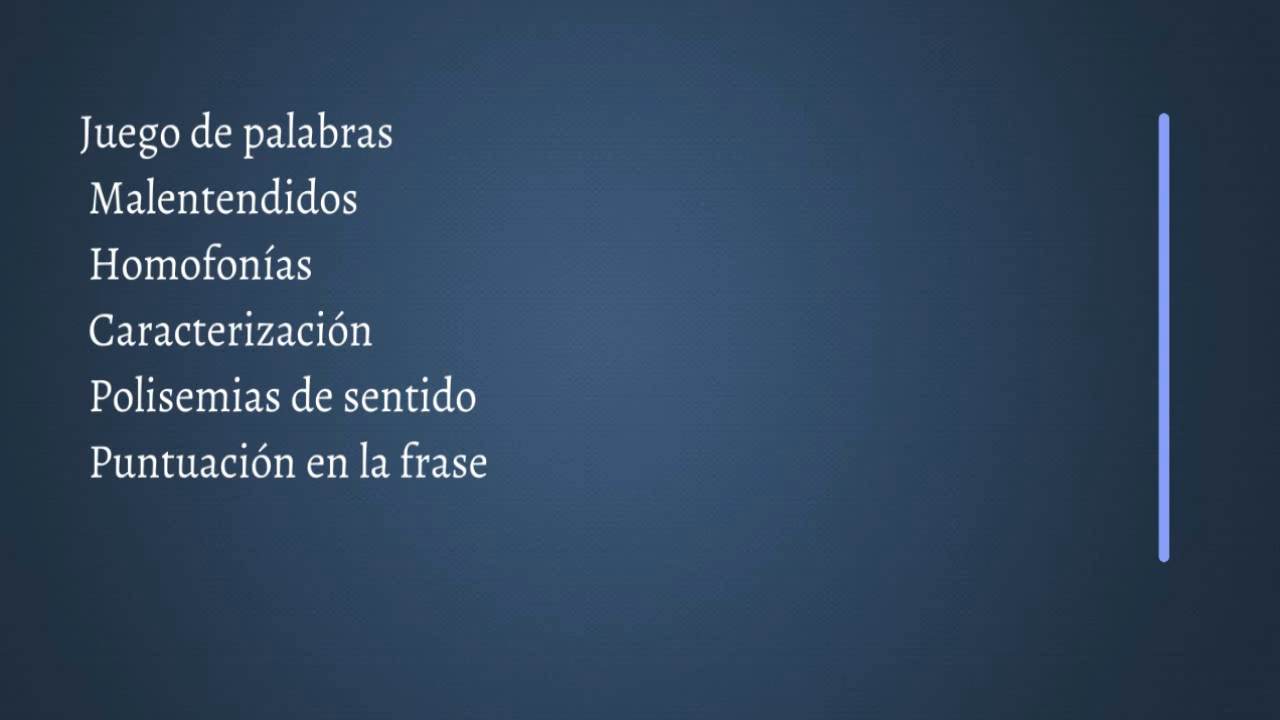 Juego de palabras
Malentendidos
Homofonías
Caracterización
Polisemias de sentido
Puntuación en la frase